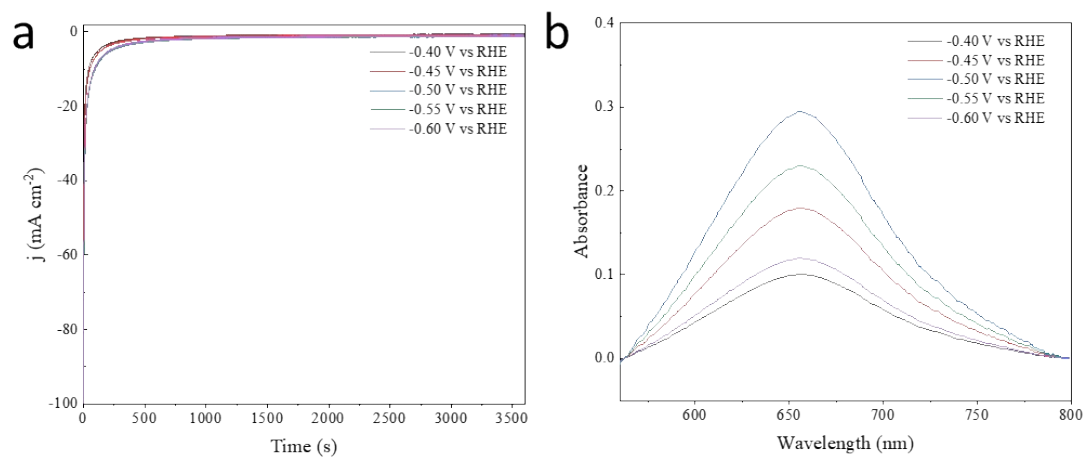 a
0
-20
-40
-60
-80
-100
j (mA cm-2)
0 500 1000 1500 2000 2500 3000 3500
Time (s)
-0.40 V vs RHE
-0.45 V vs RHE
-0.50 V vs RHE
-0.55 V vs RHE
-0.60 V vs RHE
b
0.4
0.3
0.2
0.1
0.0
Absorbance
600 650 700 750 800
Wavelength (nm)
-0.40 V vs RHE
-0.45 V vs RHE
-0.50 V vs RHE
-0.55 V vs RHE
-0.60 V vs RHE